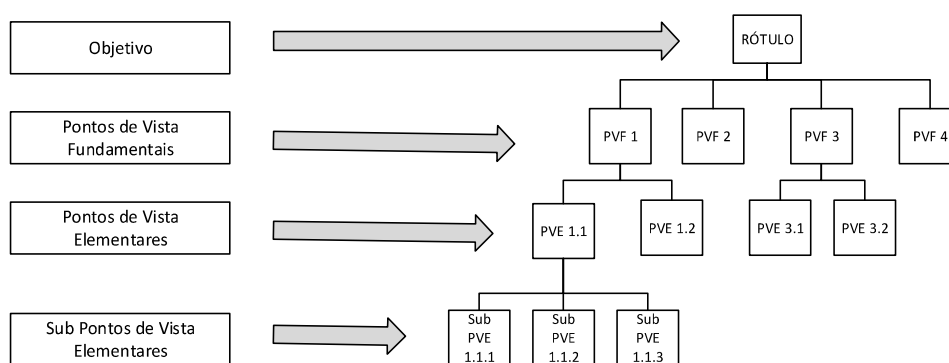 Objetivo
RÓTULO
Pontos de Vista
Fundamentais
PVF 1
PVF 2
PVF 3
PVF 4
Pontos de Vista
Elementares
PVE 1.1
PVE 1.2
PVE 3.1
PVE 3.2
Sub Pontos de Vista
Elementares
Sub
PVE
1.1.1
Sub
PVE
1.1.2
Sub
PVE
1.1.3